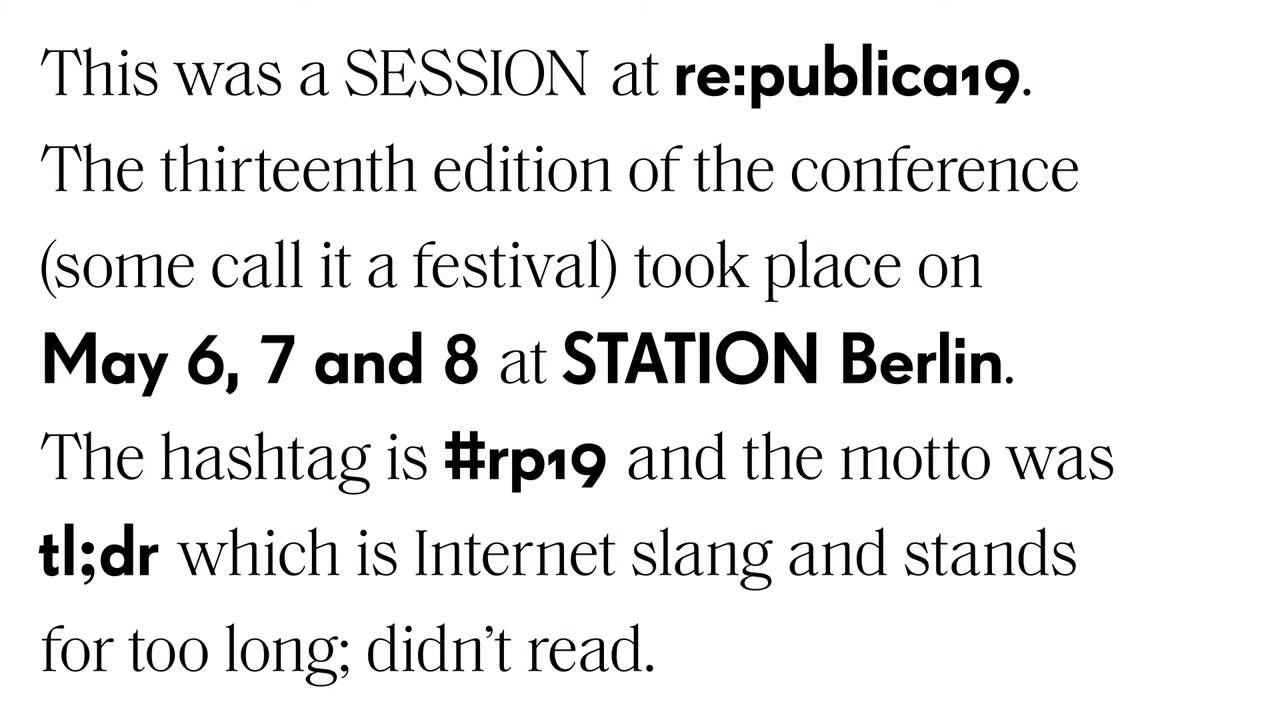 This was a SESSION at re:publica19.
The thirteenth edition of the conference
(some call it a festival) took place on
May 6, 7 and 8 at STATION Berlin.
The hashtag is #rp19 and the motto was
tl;dr which is Internet slang and stands
for too long; didn’t read.